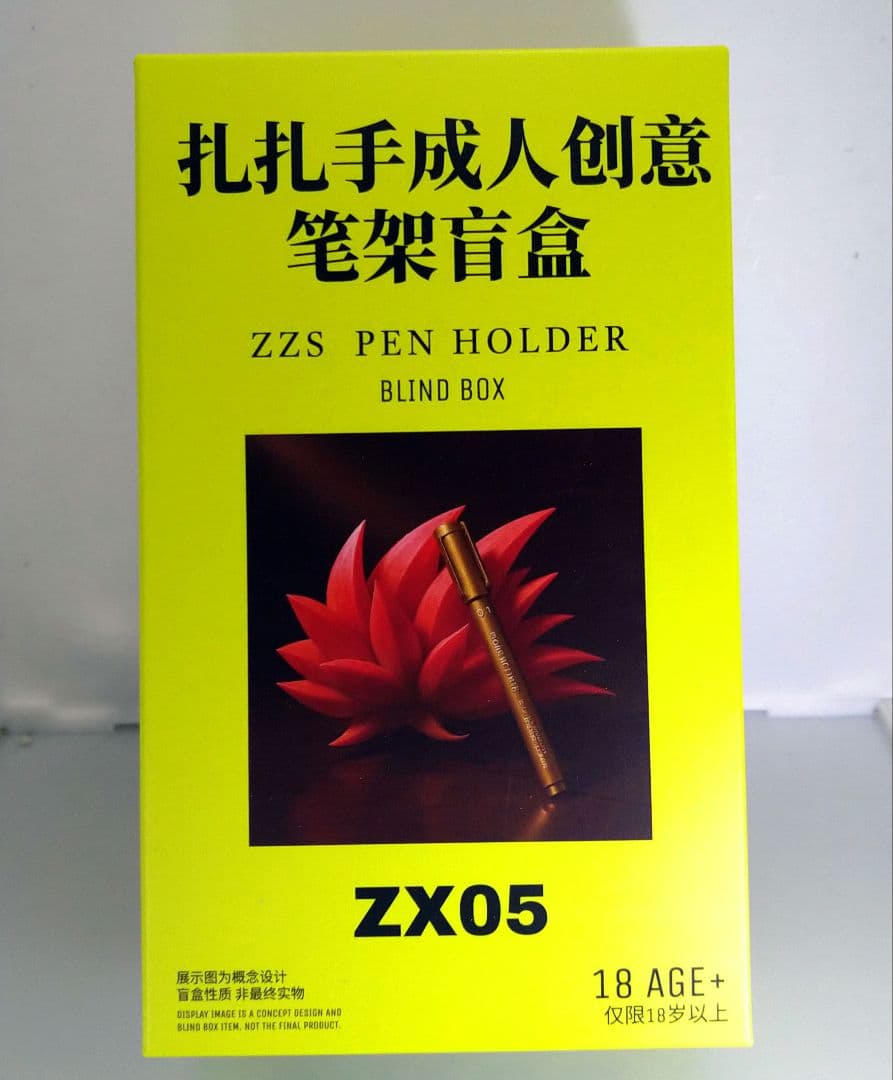 扎扎手成人创意
笔架盲盒
ZZS PEN HOLDER
BLIND BOX
ZX05
展示图为概念设计
盲盒性质 非最终实物
DISPLAY IMAGE IS A CONCEPT DESIGN AND
BLIND BOX ITEM. NOT THE FINAL PRODUCT.
18 AGE+
仅限18岁以上